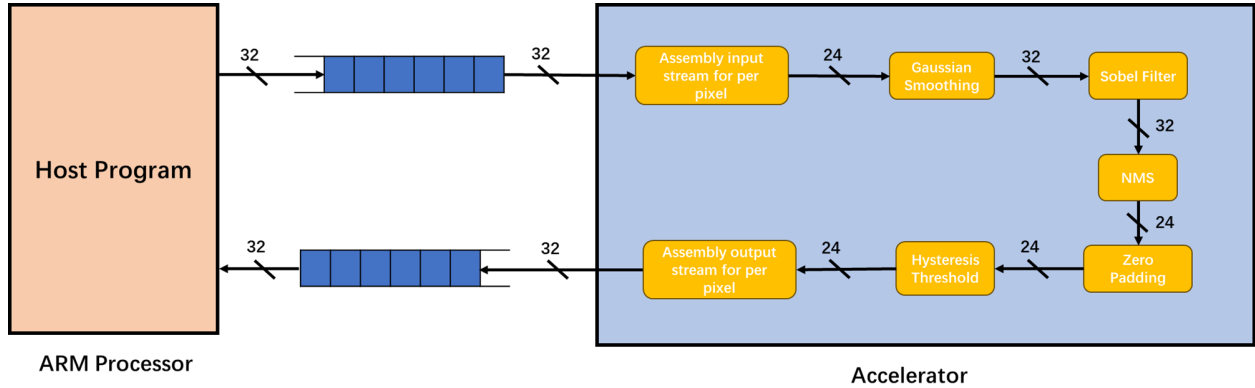 32
32
Assembly input
stream for per
pixel
24
Gaussian
Smoothing
32
Sobel Filter
32
Host Program
NMS
24
32
32
Assembly output
stream for per
pixel
24
Hysteresis
Threshold
24
Zero
Padding
ARM Processor
Accelerator